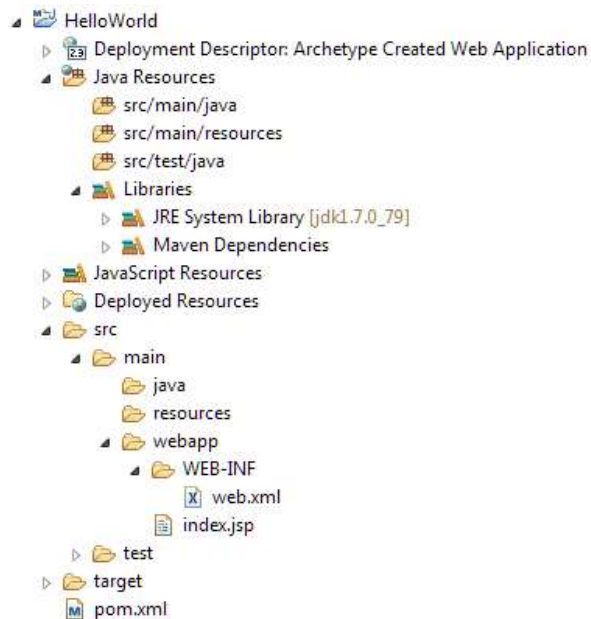 HelloWorld
Deployment Descriptor: Archetype Created Web Application
Java Resources
src/main/java
src/main/resources
src/test/java
Libraries
JRE System Library [jdk1.7.0_79]
Maven Dependencies
JavaScript Resources
Deployed Resources
src
main
java
resources
webapp
WEB-INF
web.xml
index.jsp
test
target
pom.xml